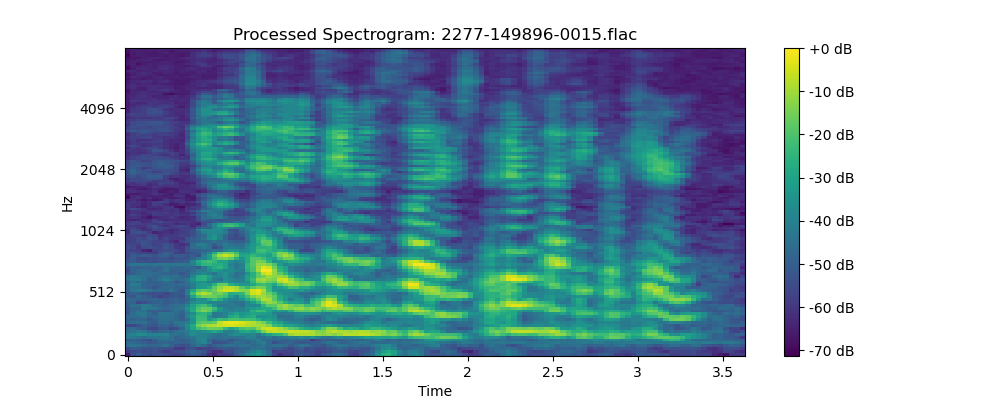 Processed Spectrogram: 2277-149896-0015.flac
Hz
4096
2048
1024
512
0
0
0.5
1
1.5
2
2.5
3
3.5
Time
+0 dB
-10 dB
-20 dB
-30 dB
-40 dB
-50 dB
-60 dB
-70 dB